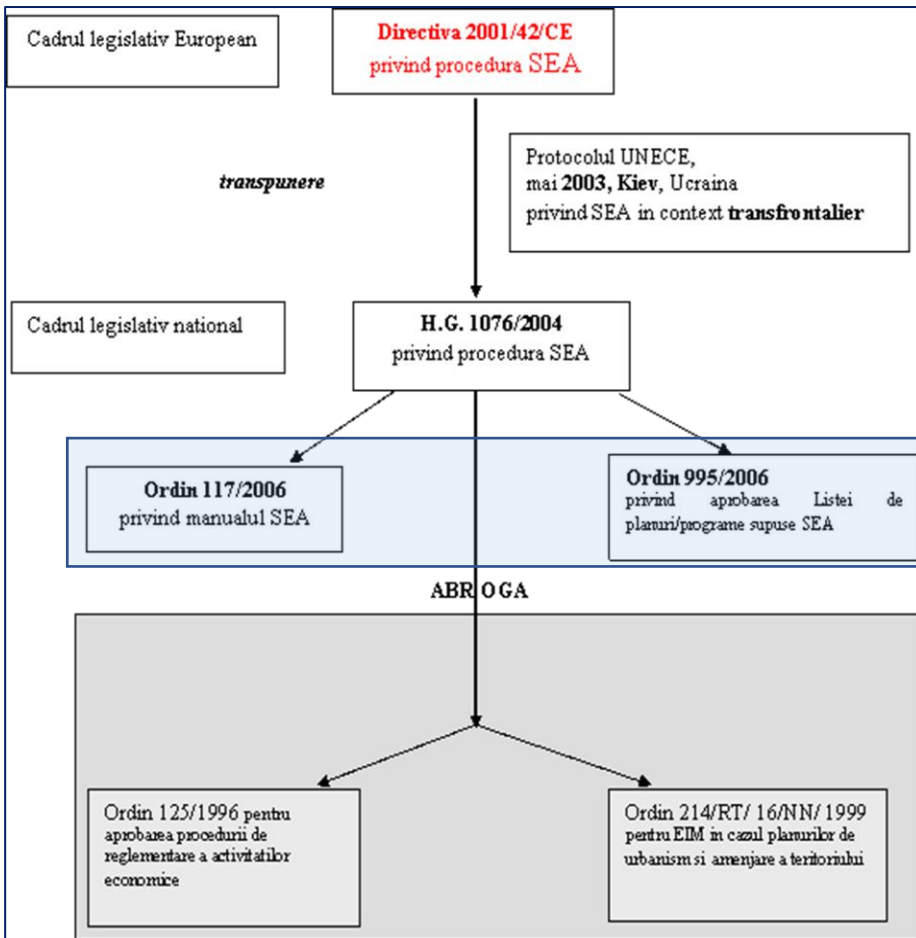 Cadrul legislativ European
Directiva 2001/42/CE
privind procedura SEA
transpunere
Protocolul UNECE,
mai 2003, Kiev, Ucraina
privind SEA in context transfrontalier
Cadrul legislativ national
H.G. 1076/2004
privind procedura SEA
Ordin 117/2006
privind manualul SEA
Ordin 995/2006
privind aprobarea Listei de
planuri/programe supuse SEA
ABROGA
Ordin 125/1996 pentru
aprobarea procedurii de
reglementare a activitatilor
economice
Ordin 214/RT/ 16/NN/ 1999
pentru EIM in cazul planurilor de
urbanism si amenjare a teritoriului